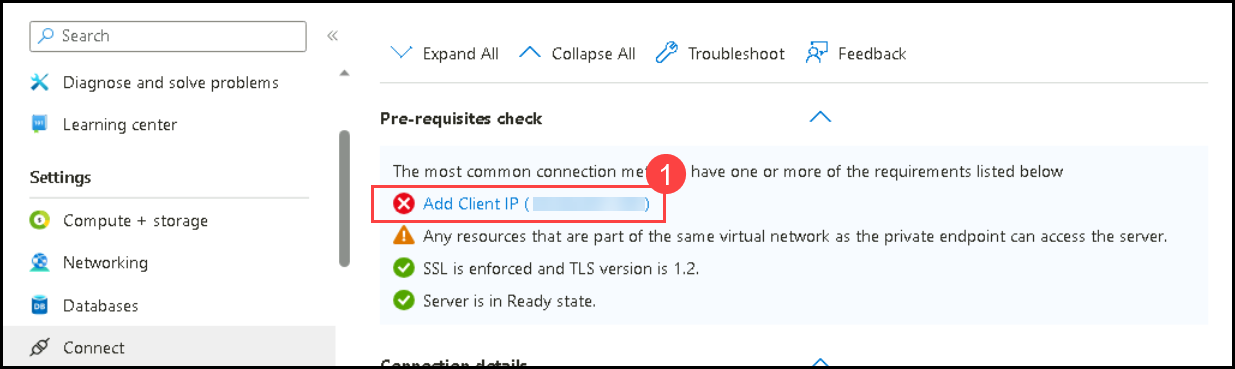 Search
«
Diagnose and solve problems
Learning center
Settings
Compute + storage
Networking
DB Databases
Connect
Expand All Collapse All Troubleshoot Feedback
Pre-requisites check
The most common connection 1 have one or more of the requirements listed below
Add Client IP ( )
Any resources that are part of the same virtual network as the private endpoint can access the server.
SSL is enforced and TLS version is 1.2.
Server is in Ready state.
Connection details